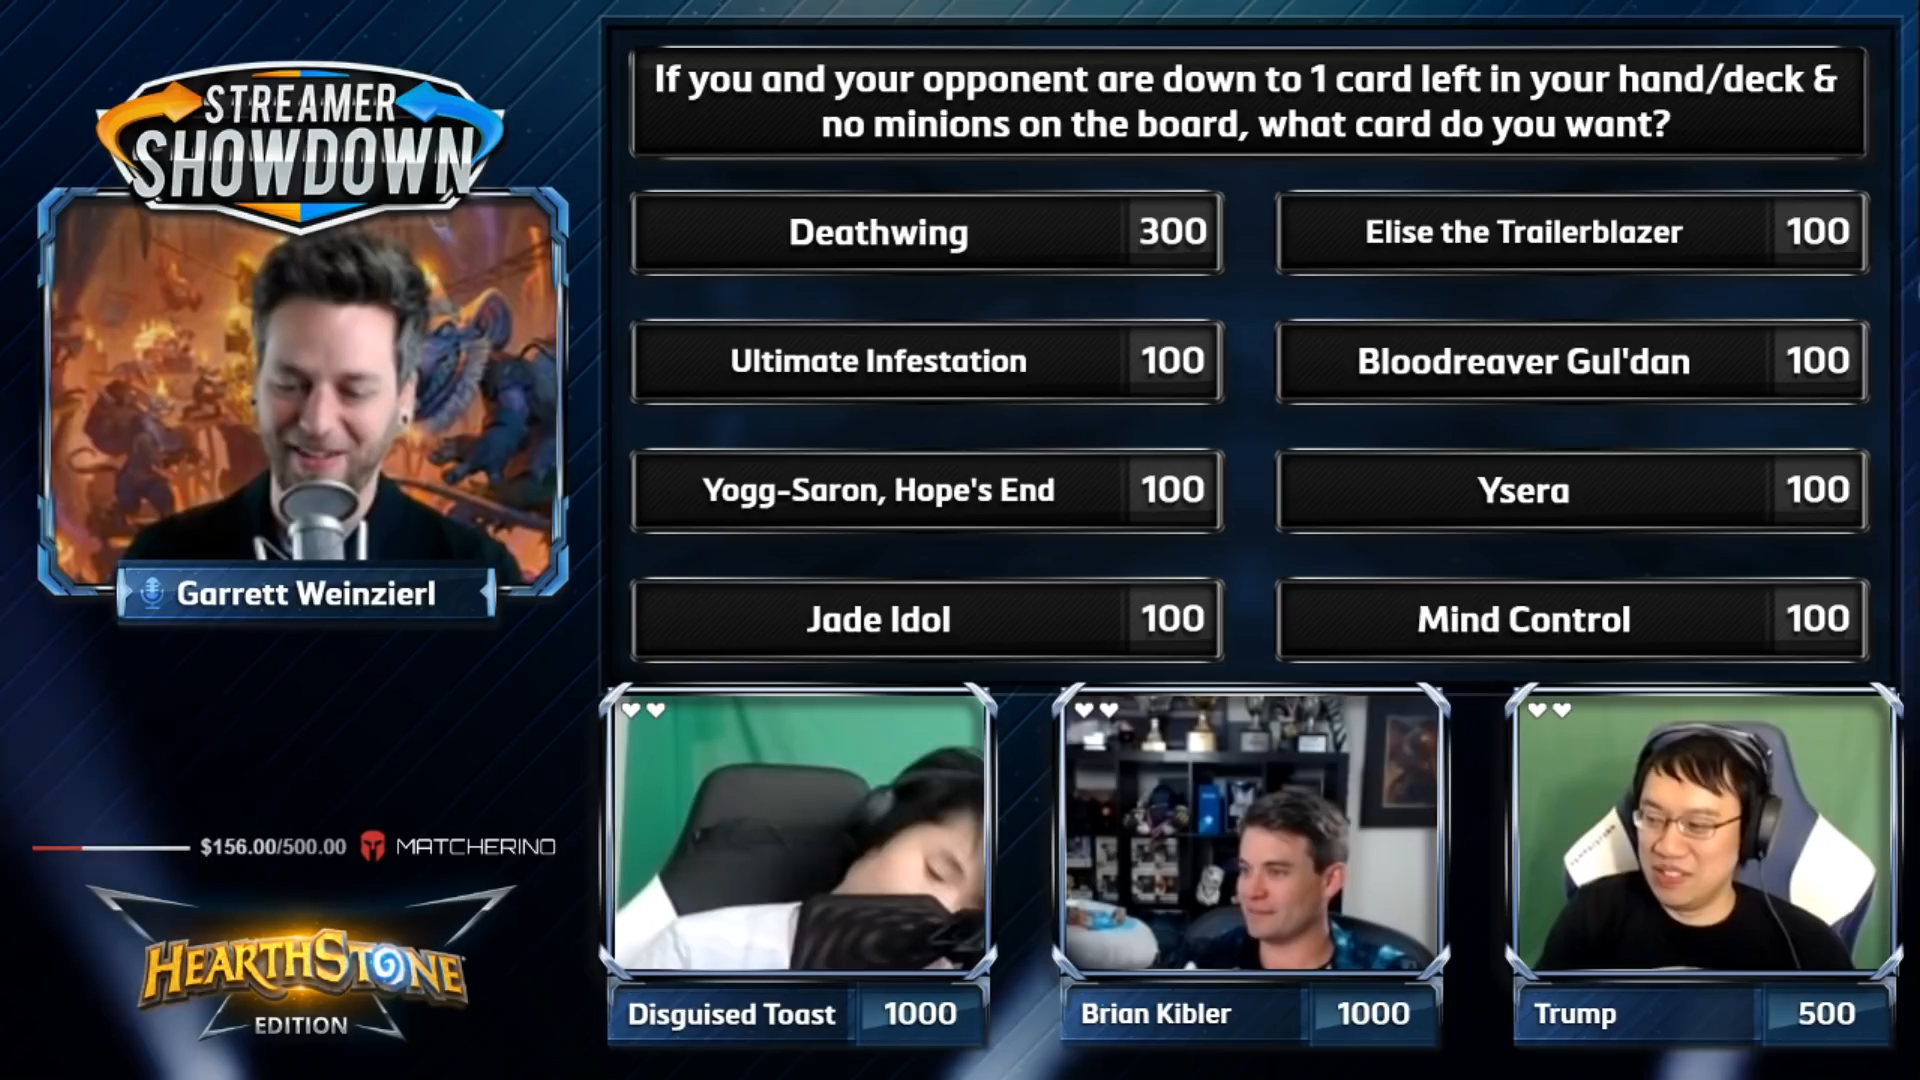 STREAMER
SHOWDOWN
If you and your opponent are down to 1 card left in your hand/deck &
no minions on the board, what card do you want?
Deathwing 300
Elise the Trailerblazer 100
Ultimate Infestation 100
Bloodreaver Gul'dan 100
Yogg-Saron, Hope's End 100
Ysera 100
Jade Idol 100
Mind Control 100
Garrett Weinzierl
$156.00/500.00 MATCHERINO
HEARTHSTONE
EDITION
Disguised Toast 1000
Brian Kibler 1000
Trump 500